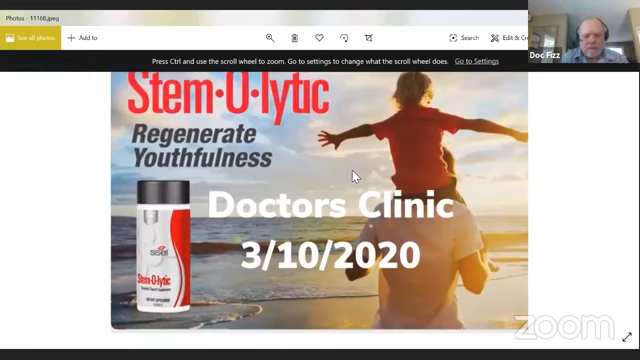 Photos - 11168.jpeg
See all photos
Add to
Search
Edit & Cre
Doc Fizz
Press Ctrl and use the scroll wheel to zoom. Go to settings to change what the scroll wheel does.
Go to Settings
Stem·O·lytic
Regenerate
Youthfulness
Doctors Clinic
3/10/2020
sisel
Stem·O·lytic
zoom